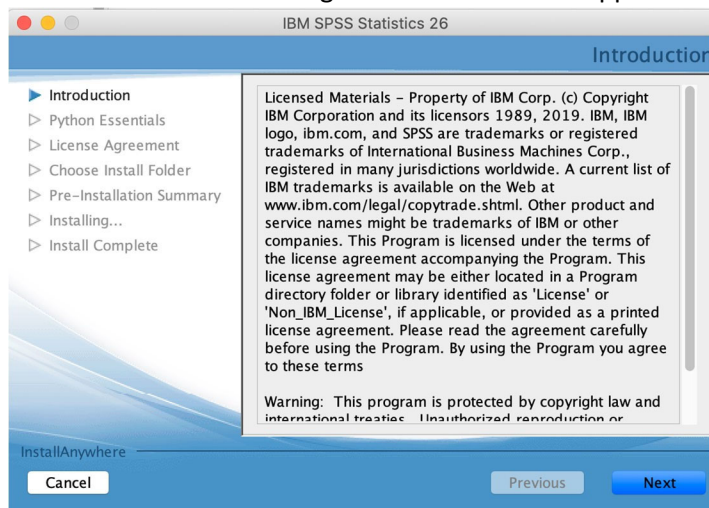 IBM SPSS Statistics 26
Introduction
Introduction
Python Essentials
License Agreement
Choose Install Folder
Pre-Installation Summary
Installing...
Install Complete
Licensed Materials - Property of IBM Corp. (c) Copyright
IBM Corporation and its licensors 1989, 2019. IBM, IBM
logo, ibm.com, and SPSS are trademarks or registered
trademarks of International Business Machines Corp.,
registered in many jurisdictions worldwide. A current list of
IBM trademarks is available on the Web at
www.ibm.com/legal/copytrade.shtml. Other product and
service names might be trademarks of IBM or other
companies. This Program is licensed under the terms of
the license agreement accompanying the Program. This
license agreement may be either located in a Program
directory folder or library identified as 'License' or
'Non_IBM_License', if applicable, or provided as a printed
license agreement. Please read the agreement carefully
before using the Program. By using the Program you agree
to these terms
Warning: This program is protected by copyright law and
international treaties. Unauthorized reproduction or
InstallAnywhere
Cancel
Previous
Next